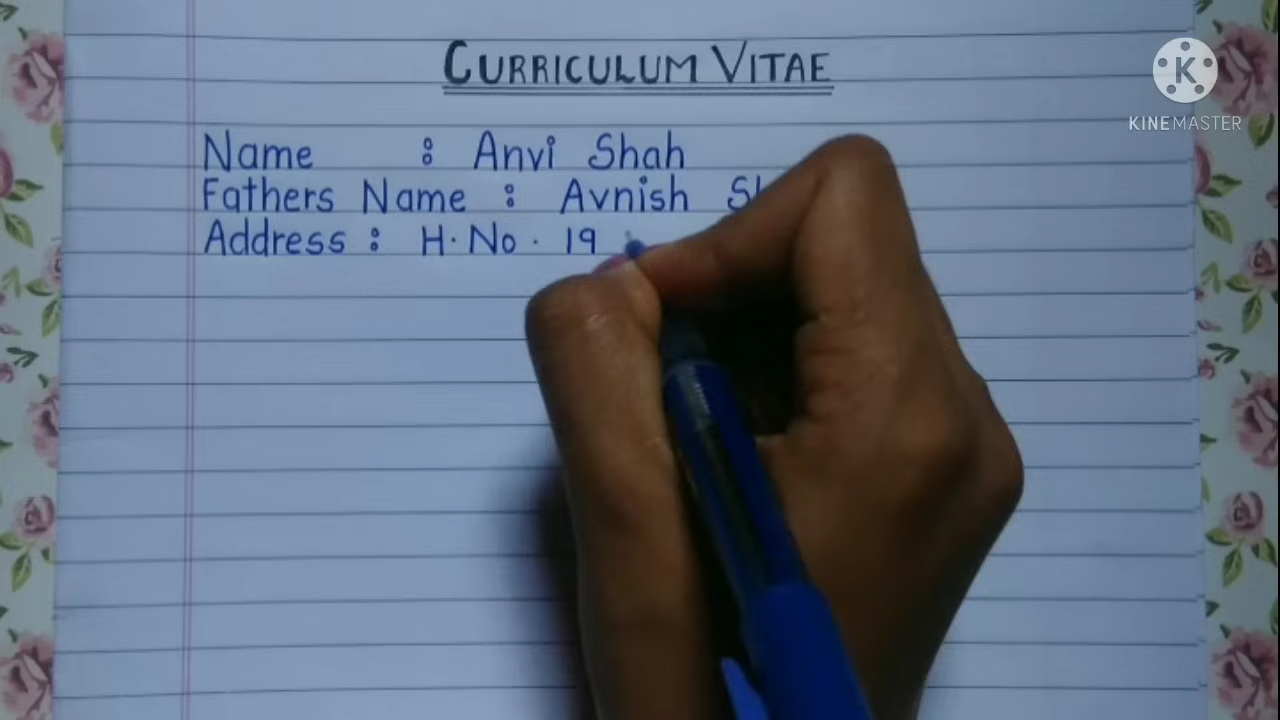 CURRICULUM VITAE
KINEMASTER
Name : Anvi Shah
Fathers Name : Avnish
Address : H. No. 19